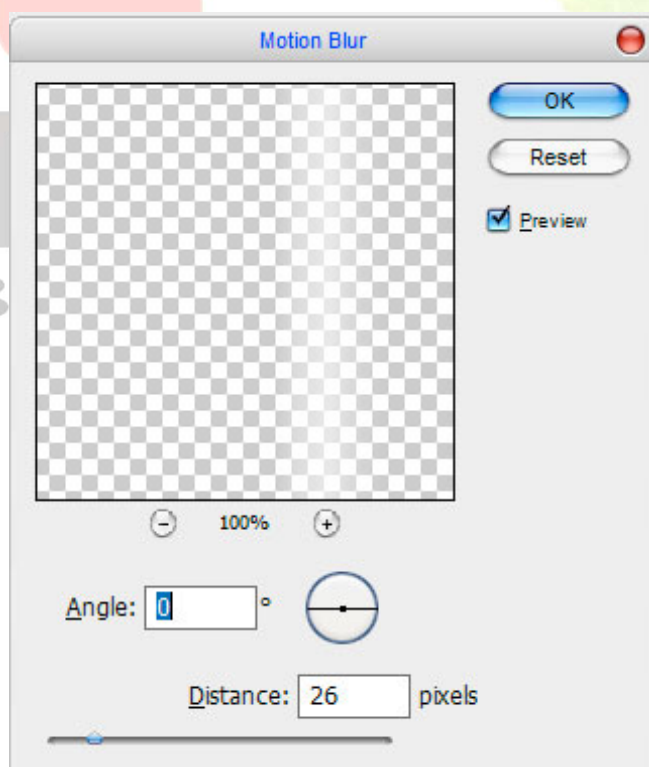 Motion Blur
OK
Reset
Preview
100%
Angle: 0 °
Distance: 26 pixels